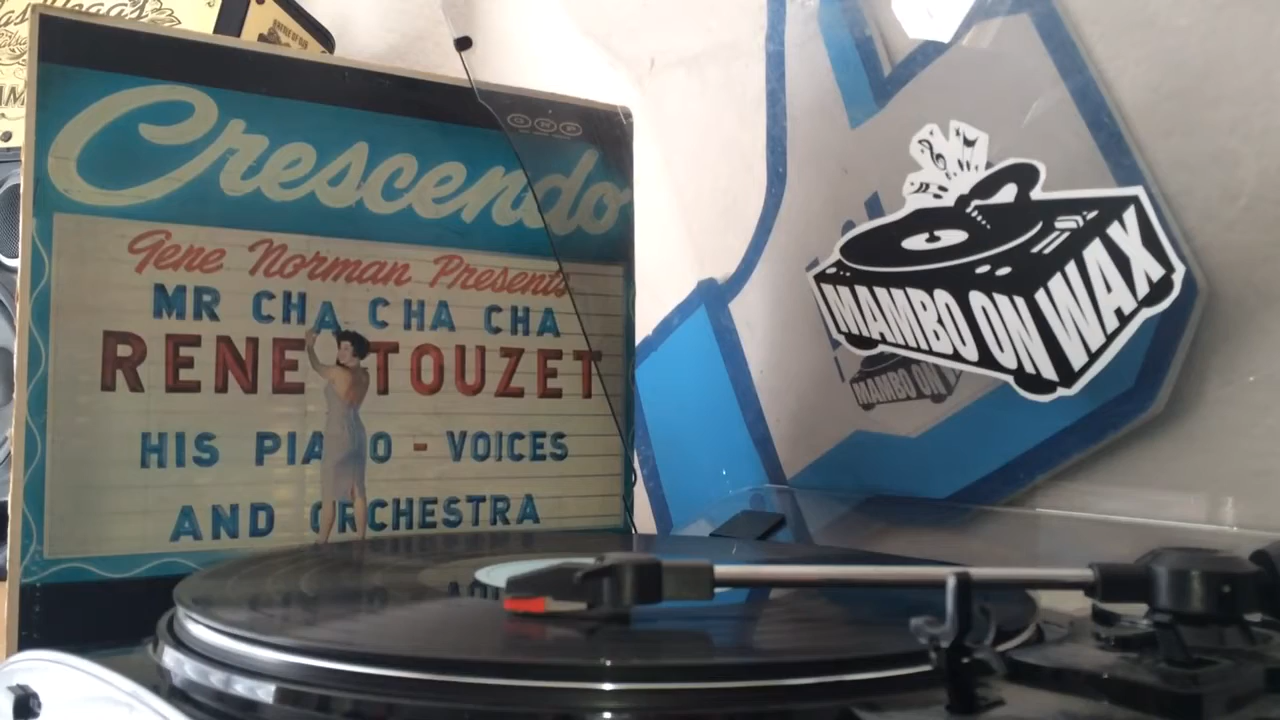 Crescendo
GNP
Gene Norman Presents
MR CHA CHA CHA
RENE TOUZET
HIS PIANO - VOICES
AND ORCHESTRA
MAMBO ON WAX
MAMBO ON